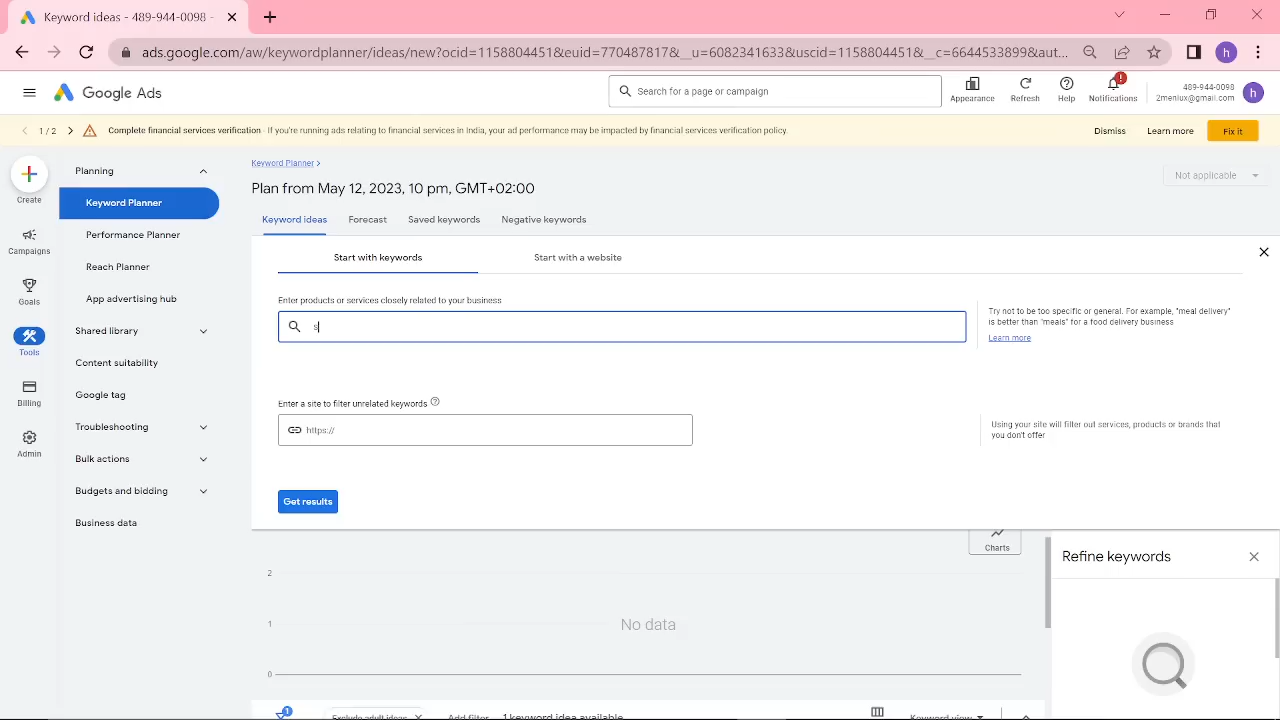 Keyword ideas - 489-944-0098 -
ads.google.com/aw/keywordplanner/ideas/new?ocid=1158804451&euid=770487817&__u=6082341633&uscid=1158804451&__c=6644533899&aut...
h
Google Ads
Search for a page or campaign
Appearance
Refresh
Help
Notifications
489-944-0098
2menlux@gmail.com
h
1 / 2
Complete financial services verification - If you're running ads relating to financial services in India, your ad performance may be impacted by financial services verification policy.
Dismiss
Learn more
Fix it
Create
Campaigns
Goals
Tools
Billing
Admin
Planning
Keyword Planner
Performance Planner
Reach Planner
App advertising hub
Shared library
Content suitability
Google tag
Troubleshooting
Bulk actions
Budgets and bidding
Business data
Keyword Planner
Plan from May 12, 2023, 10 pm, GMT+02:00
Not applicable
Keyword ideas
Forecast
Saved keywords
Negative keywords
Start with keywords
Start with a website
Enter products or services closely related to your business
s
Try not to be too specific or general. For example, "meal delivery"
is better than "meals" for a food delivery business
Learn more
Enter a site to filter unrelated keywords
https://
Using your site will filter out services, products or brands that
you don't offer
Get results
Charts
2
1
0
No data
Refine keywords
1
Exclude adult ideas
Add filter
1 keyword idea available
Keyword view